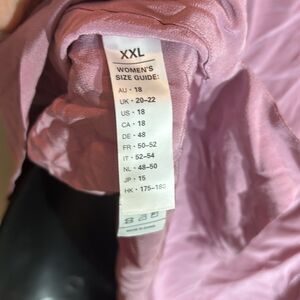 XXL
WOMEN'S
SIZE GUIDE:
AU • 18
UK • 20–22
US • 18
CA • 18
DE • 48
FR • 50–52
IT • 52–54
NL • 48–50
JP • 15
HK • 175–182